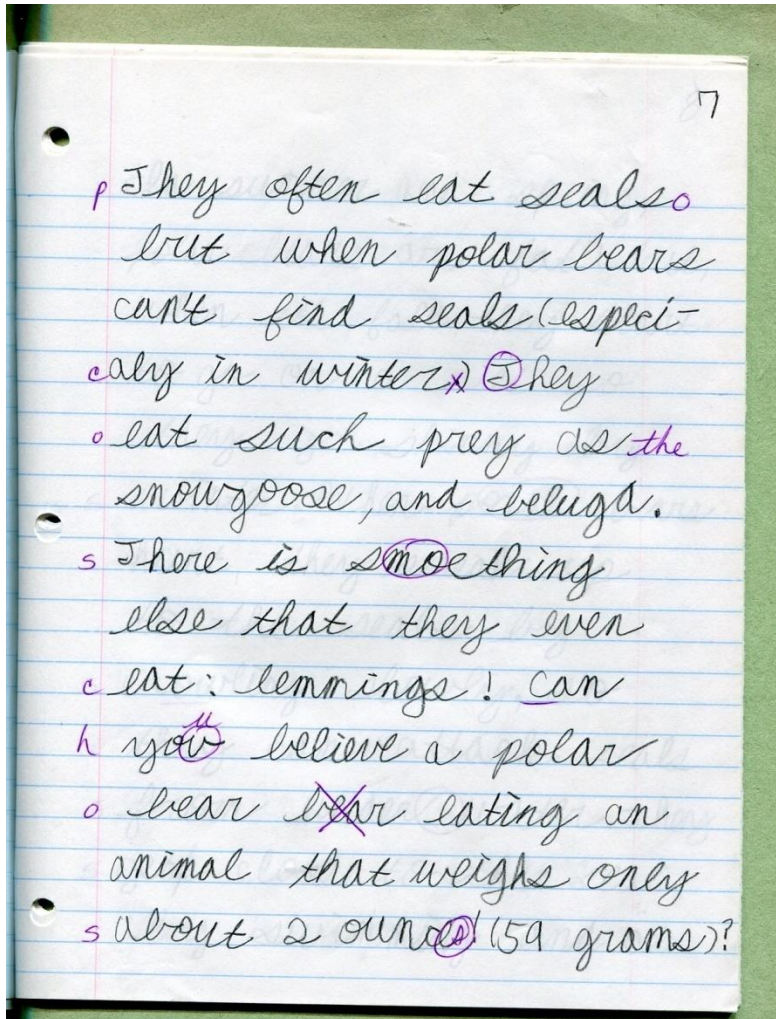 7
p They often eat seals o
but when polar bears
can't find seals (especi-
c aly in winter x) They
o eat such prey as the
snowgoose, and beluga.
s There is smoething
else that they even
c eat: lemmings! Can
u
h yov believe a polar
o bear bear eating an
animal that weighs only
s about 2 ounces! (59 grams)?